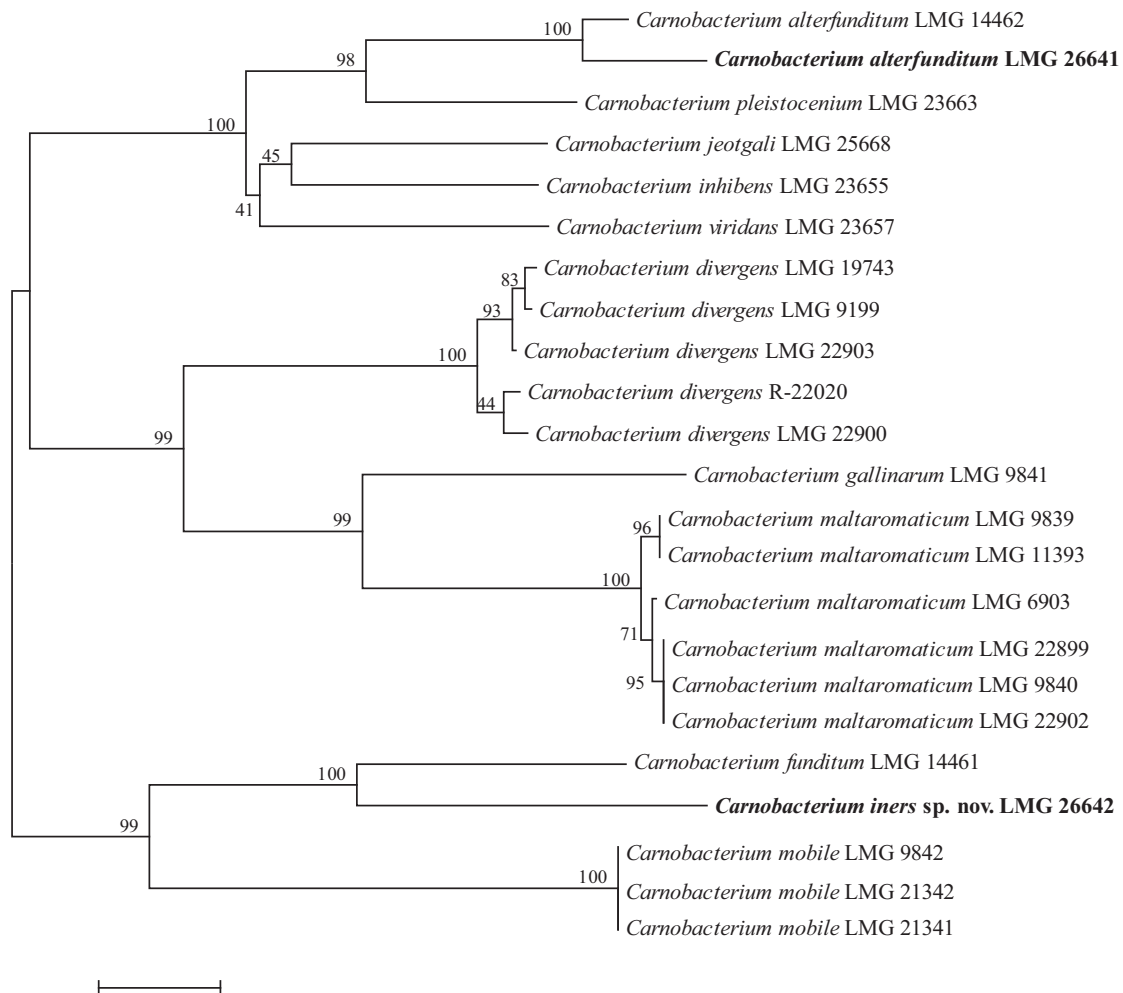 100
Carnobacterium alterfunditum LMG 14462
98
Carnobacterium alterfunditum LMG 26641
Carnobacterium pleistocenium LMG 23663
100
45
Carnobacterium jeotgali LMG 25668
Carnobacterium inhibens LMG 23655
41
Carnobacterium viridans LMG 23657
83
Carnobacterium divergens LMG 19743
93
Carnobacterium divergens LMG 9199
100
Carnobacterium divergens LMG 22903
44
Carnobacterium divergens R-22020
99
Carnobacterium divergens LMG 22900
Carnobacterium gallinarum LMG 9841
99
96
Carnobacterium maltaromaticum LMG 9839
Carnobacterium maltaromaticum LMG 11393
100
Carnobacterium maltaromaticum LMG 6903
71
Carnobacterium maltaromaticum LMG 22899
95
Carnobacterium maltaromaticum LMG 9840
Carnobacterium maltaromaticum LMG 22902
100
Carnobacterium funditum LMG 14461
99
Carnobacterium iners sp. nov. LMG 26642
Carnobacterium mobile LMG 9842
100
Carnobacterium mobile LMG 21342
Carnobacterium mobile LMG 21341